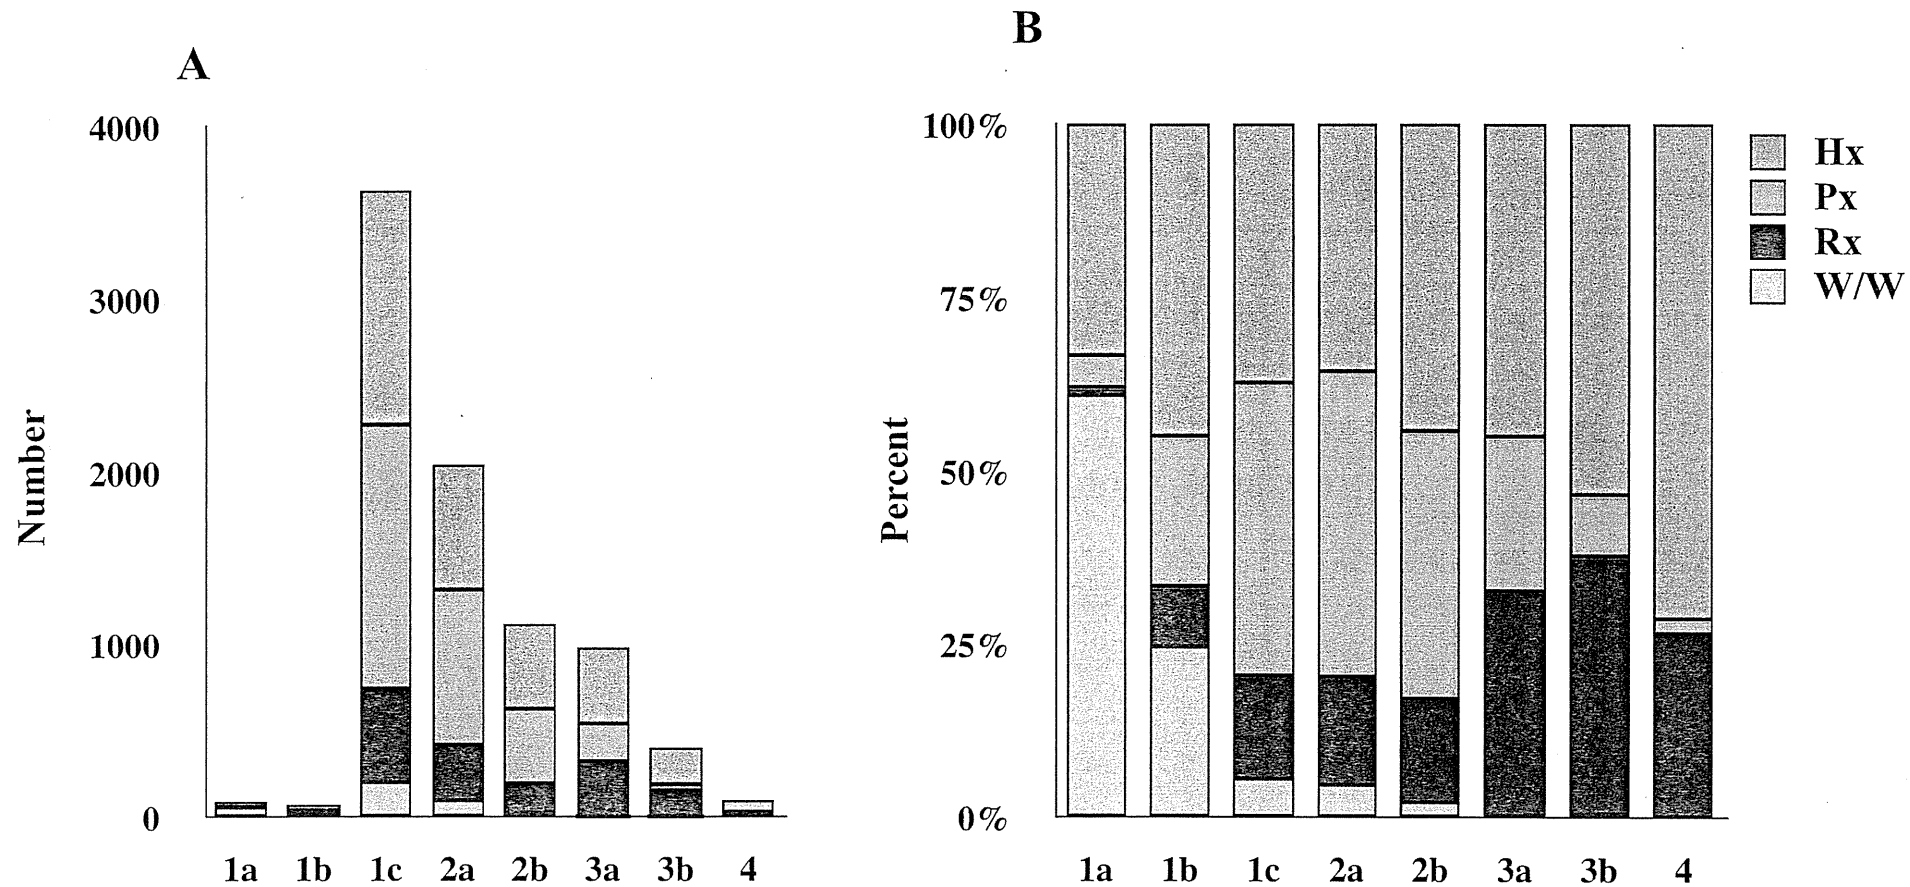 A
4000
3000
2000
1000
0
Number
1a 1b 1c 2a 2b 3a 3b 4
B
100%
75%
50%
25%
0%
Percent
1a 1b 1c 2a 2b 3a 3b 4
Hx
Px
Rx
W/W